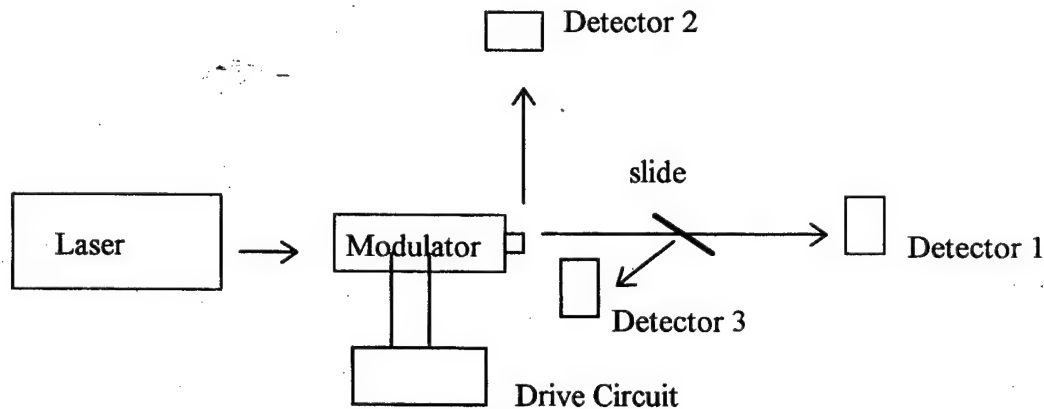 Detector 2
slide
Laser
Modulator
Detector 1
Detector 3
Drive Circuit